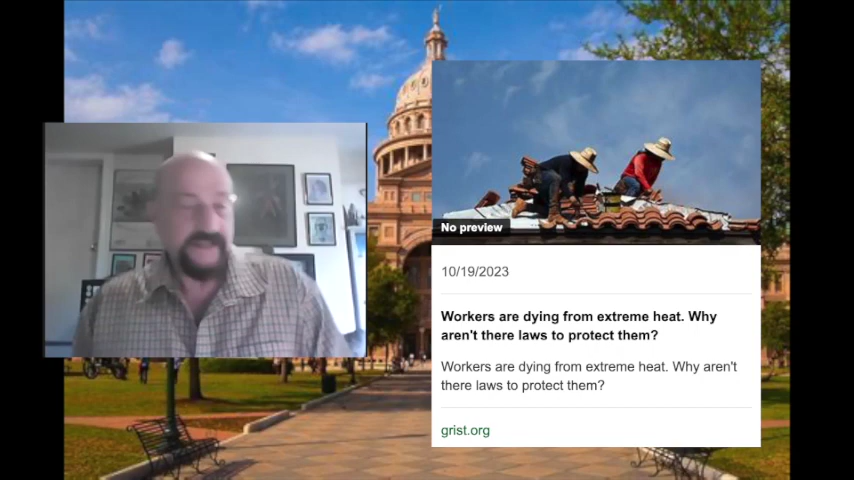 No preview
10/19/2023
Workers are dying from extreme heat. Why
aren't there laws to protect them?
Workers are dying from extreme heat. Why aren't
there laws to protect them?
grist.org